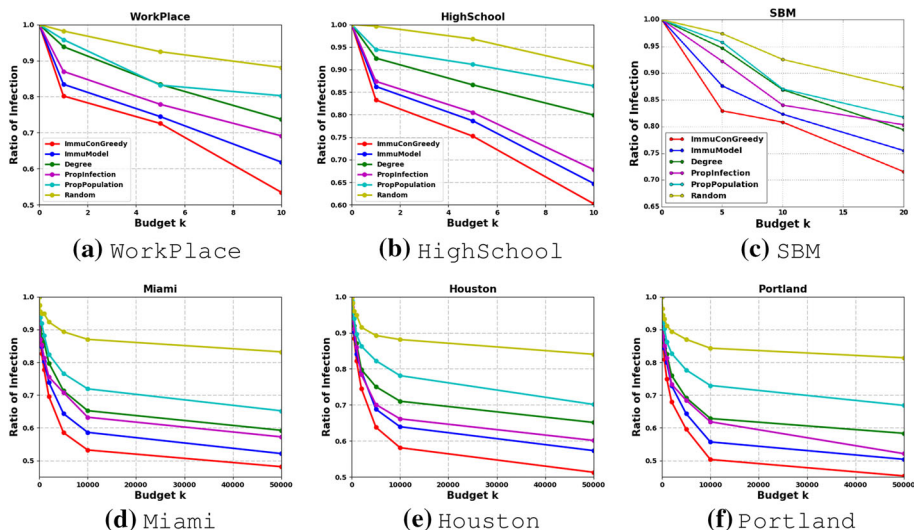 WorkPlace
Ratio of Infection
1.0
0.9
0.8
0.7
0.6
0.5
ImmuConGreedy
ImmuModel
Degree
PropInfection
PropPopulation
Random
0 2 4 6 8 10
Budget k
(a) WorkPlace
HighSchool
Ratio of Infection
1.00
0.95
0.90
0.85
0.80
0.75
0.70
0.65
0.60
ImmuConGreedy
ImmuModel
Degree
PropInfection
PropPopulation
Random
0 2 4 6 8 10
Budget k
(b) HighSchool
SBM
Ratio of Infection
1.00
0.95
0.90
0.85
0.80
0.75
0.70
0.65
ImmuConGreedy
ImmuModel
Degree
PropInfection
PropPopulation
Random
0 5 10 15 20
Budget k
(c) SBM
Miami
Ratio of Infection
1.0
0.9
0.8
0.7
0.6
0.5
0 10000 20000 30000 40000 50000
Budget k
(d) Miami
Houston
Ratio of Infection
1.0
0.9
0.8
0.7
0.6
0.5
0 10000 20000 30000 40000 50000
Budget k
(e) Houston
Portland
Ratio of Infection
1.0
0.9
0.8
0.7
0.6
0.5
0 10000 20000 30000 40000 50000
Budget k
(f) Portland